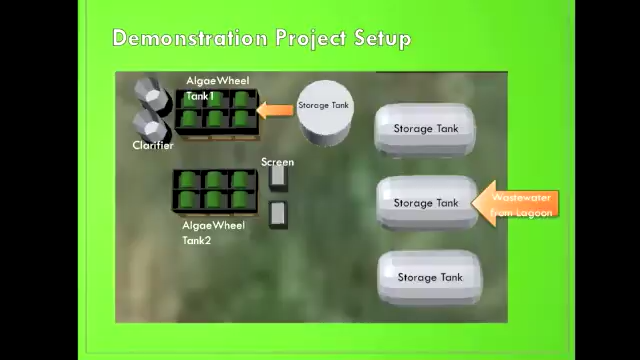 Demonstration Project Setup
AlgaeWheel
Tank1
Storage Tank
Storage Tank
Clarifier
Screen
Storage Tank
Wastewater
from Lagoon
AlgaeWheel
Tank2
Storage Tank